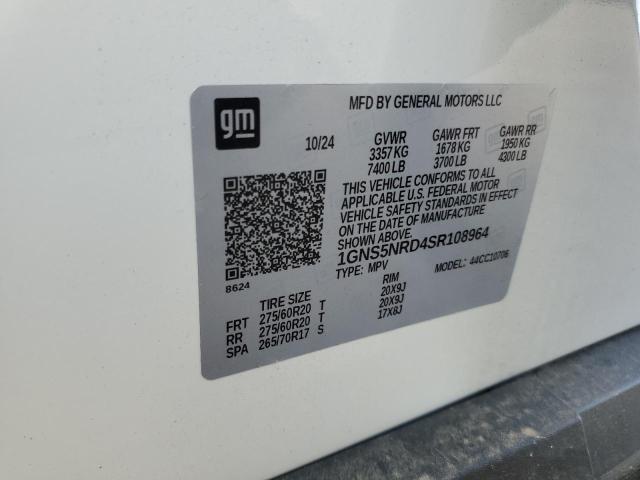 gm
MFD BY GENERAL MOTORS LLC
10/24 GVWR GAWR FRT GAWR RR
3357 KG 1678 KG 1950 KG
7400 LB 3700 LB 4300 LB
THIS VEHICLE CONFORMS TO ALL
APPLICABLE U.S. FEDERAL MOTOR
VEHICLE SAFETY STANDARDS IN EFFECT
ON THE DATE OF MANUFACTURE
SHOWN ABOVE.
1GNS5NRD4SR108964
TYPE: MPV MODEL: 44CC10706
8624
TIRE SIZE RIM
FRT 275/60R20 T 20X9J
RR 275/60R20 T 20X9J
SPA 265/70R17 S 17X8J